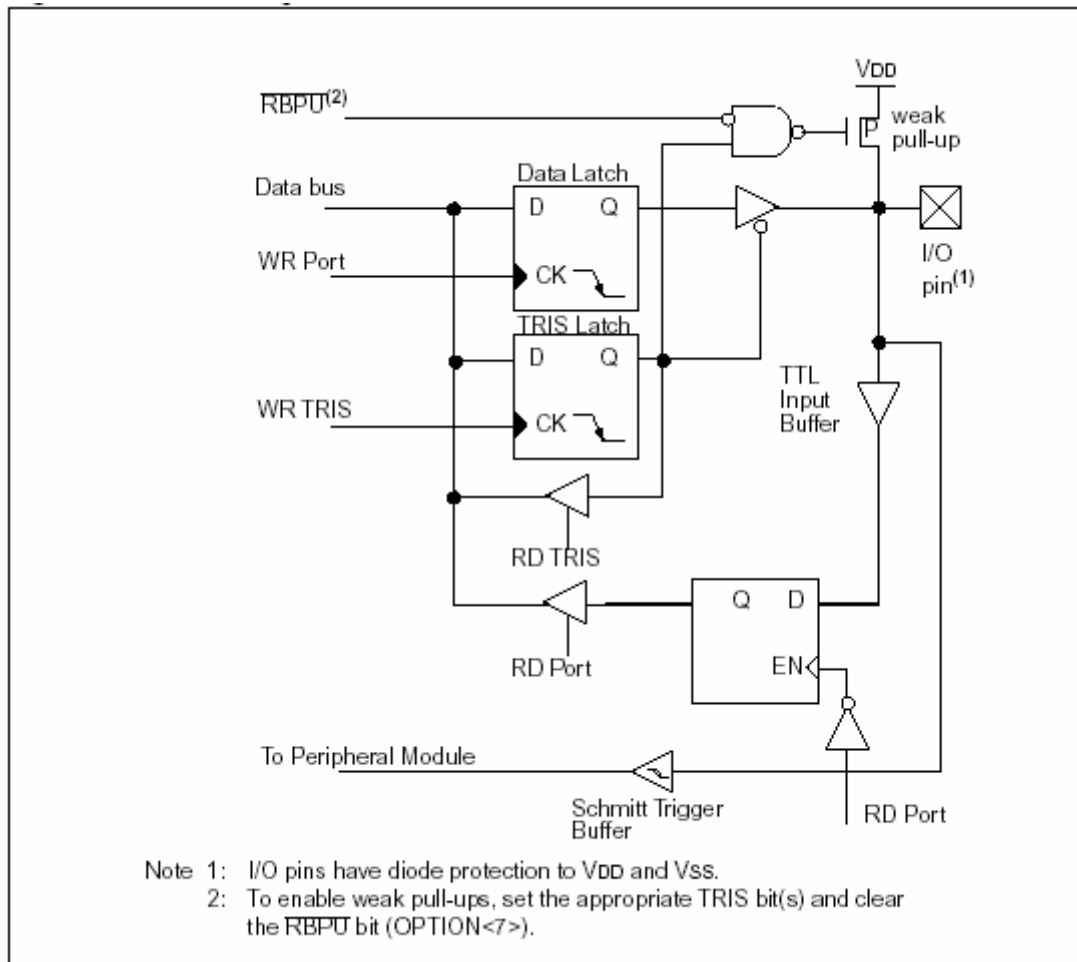 VDD
RBPU(2)
weak
pull-up
P
Data Latch
Data bus
D Q
WR Port
CK
I/O
pin(1)
TRIS Latch
D Q
TTL
Input
Buffer
WR TRIS
CK
RD TRIS
Q D
RD Port
EN
To Peripheral Module
Schmitt Trigger
Buffer
RD Port
Note 1: I/O pins have diode protection to VDD and VSS.
2: To enable weak pull-ups, set the appropriate TRIS bit(s) and clear
the RBPU bit (OPTION<7>).